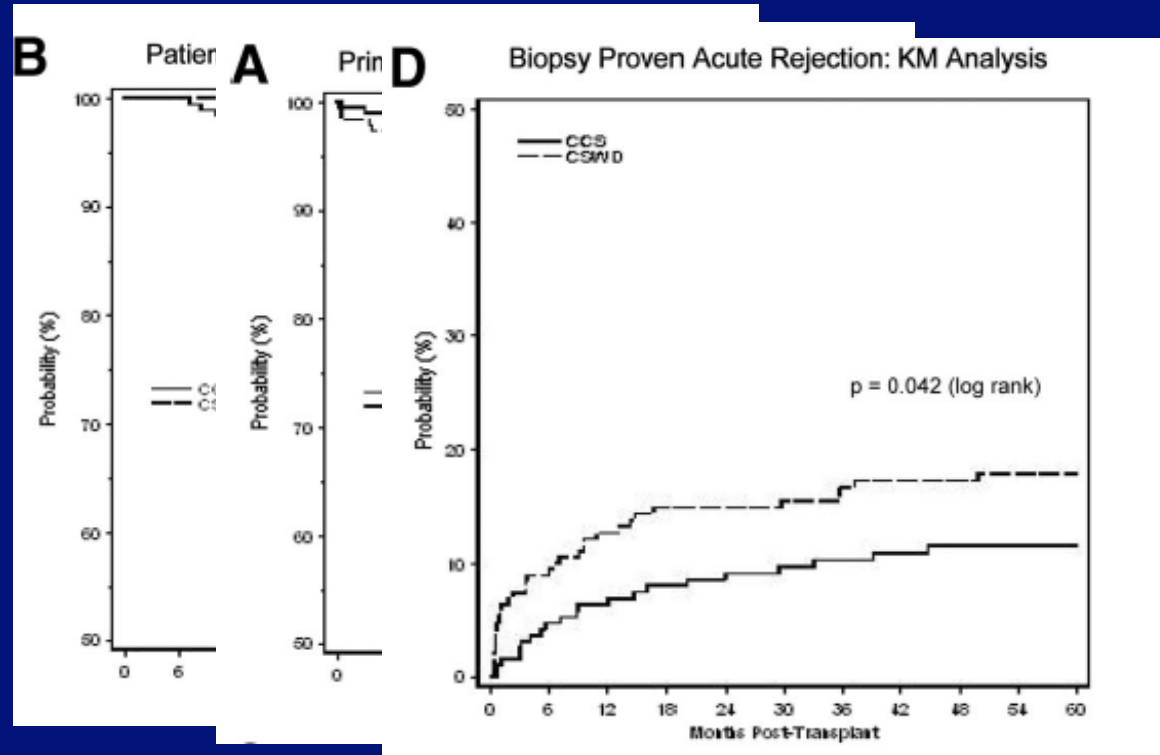 B
Patien
100
90
80
70
60
50
Probability (%)
0 6
A
Prin
100
90
80
70
60
50
Probability (%)
0
D
Biopsy Proven Acute Rejection: KM Analysis
CCS
CSWD
50
40
30
20
10
0
Probability (%)
p = 0.042 (log rank)
0 6 12 18 24 30 36 42 48 54 60
Months Post-Transplant